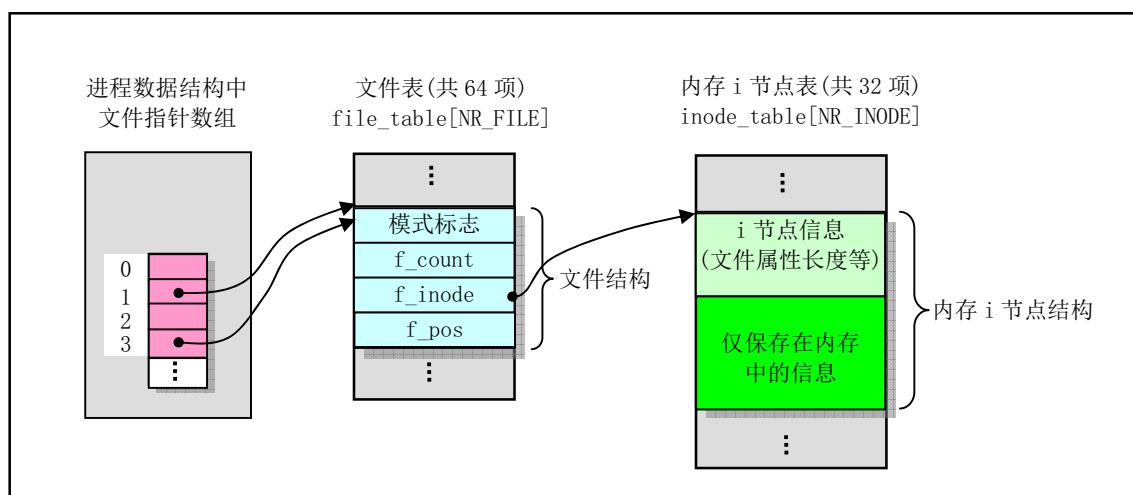 进程数据结构中
文件指针数组
文件表(共 64 项)
file_table[NR_FILE]
内存 i 节点表(共 32 项)
inode_table[NR_INODE]
0
1
2
3
⋮
⋮
模式标志
f_count
f_inode
f_pos
⋮
文件结构
⋮
i 节点信息
(文件属性长度等)
仅保存在内存
中的信息
⋮
内存 i 节点结构